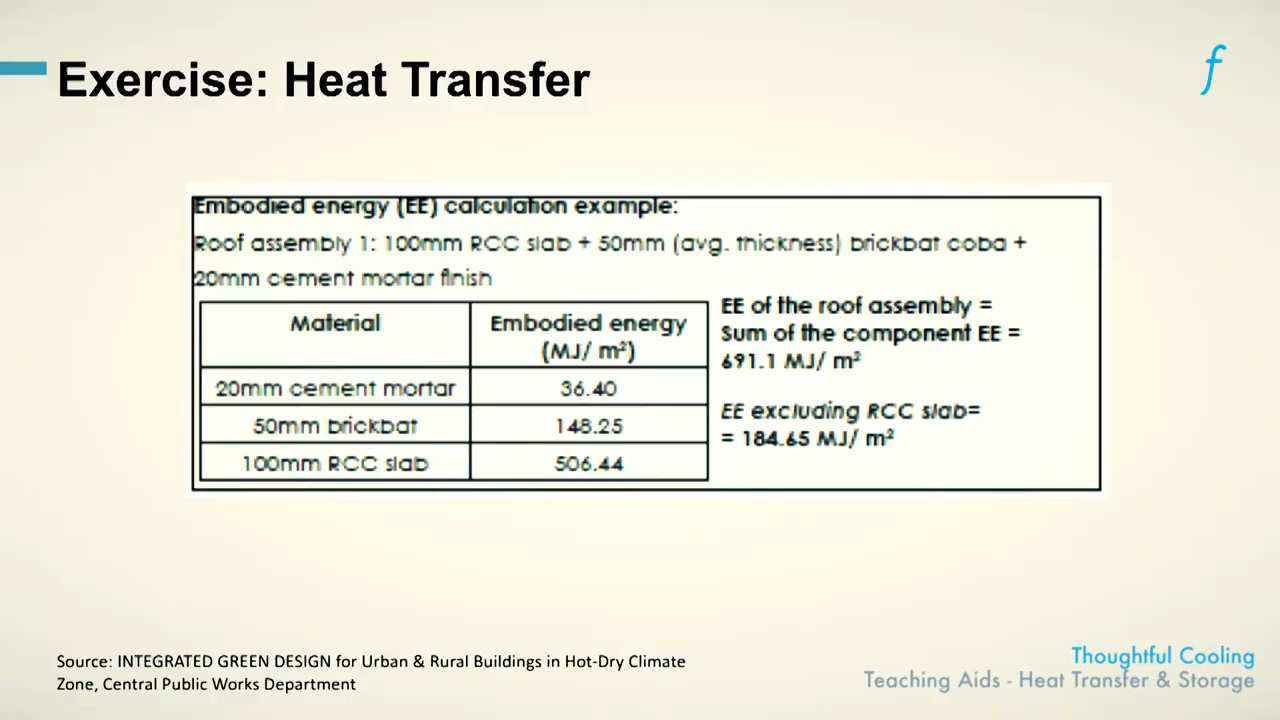 Exercise: Heat Transfer
f
Embodied energy (EE) calculation example:
Roof assembly 1: 100mm RCC slab + 50mm (avg. thickness) brickbat coba +
20mm cement mortar finish
Material
Embodied energy
(MJ/ m²)
20mm cement mortar 36.40
50mm brickbat 148.25
100mm RCC slab 506.44
EE of the roof assembly =
Sum of the component EE =
691.1 MJ/ m²
EE excluding RCC slab=
= 184.65 MJ/ m²
Source: INTEGRATED GREEN DESIGN for Urban & Rural Buildings in Hot-Dry Climate
Zone, Central Public Works Department
Thoughtful Cooling
Teaching Aids - Heat Transfer & Storage